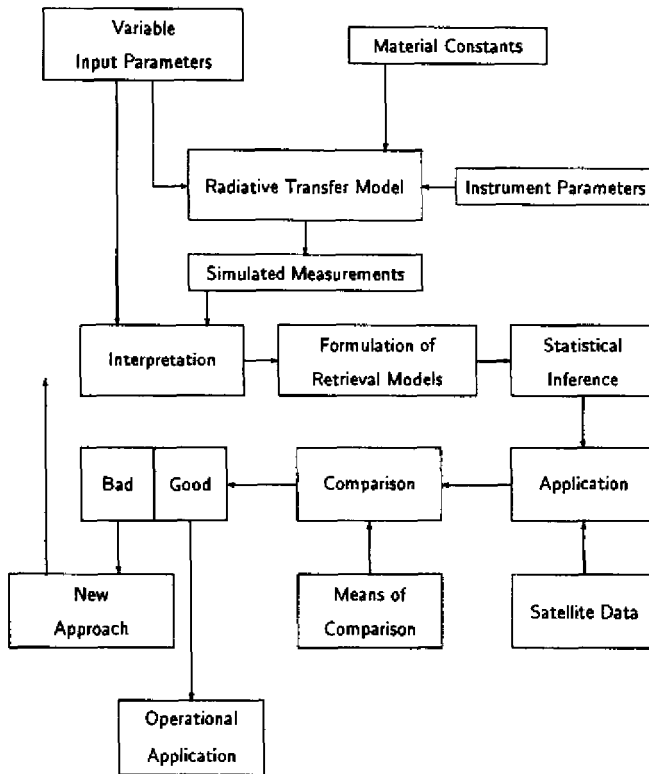 Variable
Input Parameters
Material Constants
Radiative Transfer Model
Instrument Parameters
Simulated Measurements
Interpretation
Formulation of
Retrieval Models
Statistical
Inference
Bad
Good
Comparison
Application
New
Approach
Means of
Comparison
Satellite Data
Operational
Application